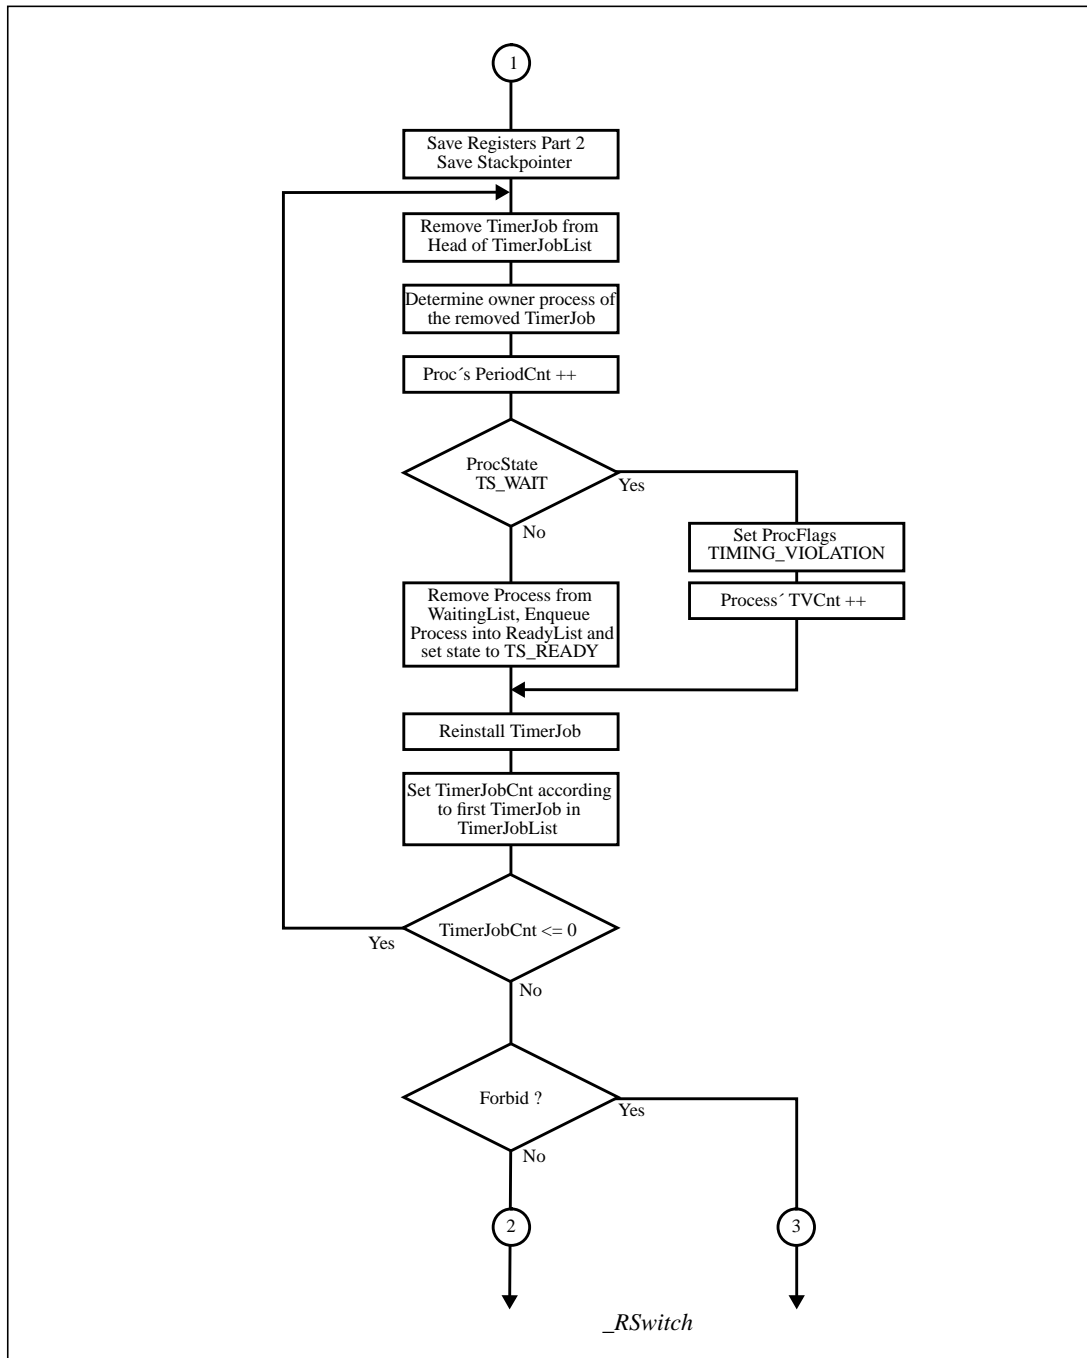 1
Save Registers Part 2
Save Stackpointer
Remove TimerJob from
Head of TimerJobList
Determine owner process of
the removed TimerJob
Proc´s PeriodCnt ++
ProcState
TS_WAIT
Yes
No
Set ProcFlags
TIMING_VIOLATION
Process´ TVCnt ++
Remove Process from
WaitingList, Enqueue
Process into ReadyList and
set state to TS_READY
Reinstall TimerJob
Set TimerJobCnt according
to first TimerJob in
TimerJobList
TimerJobCnt <= 0
Yes
No
Forbid ?
Yes
No
2
3
_RSwitch